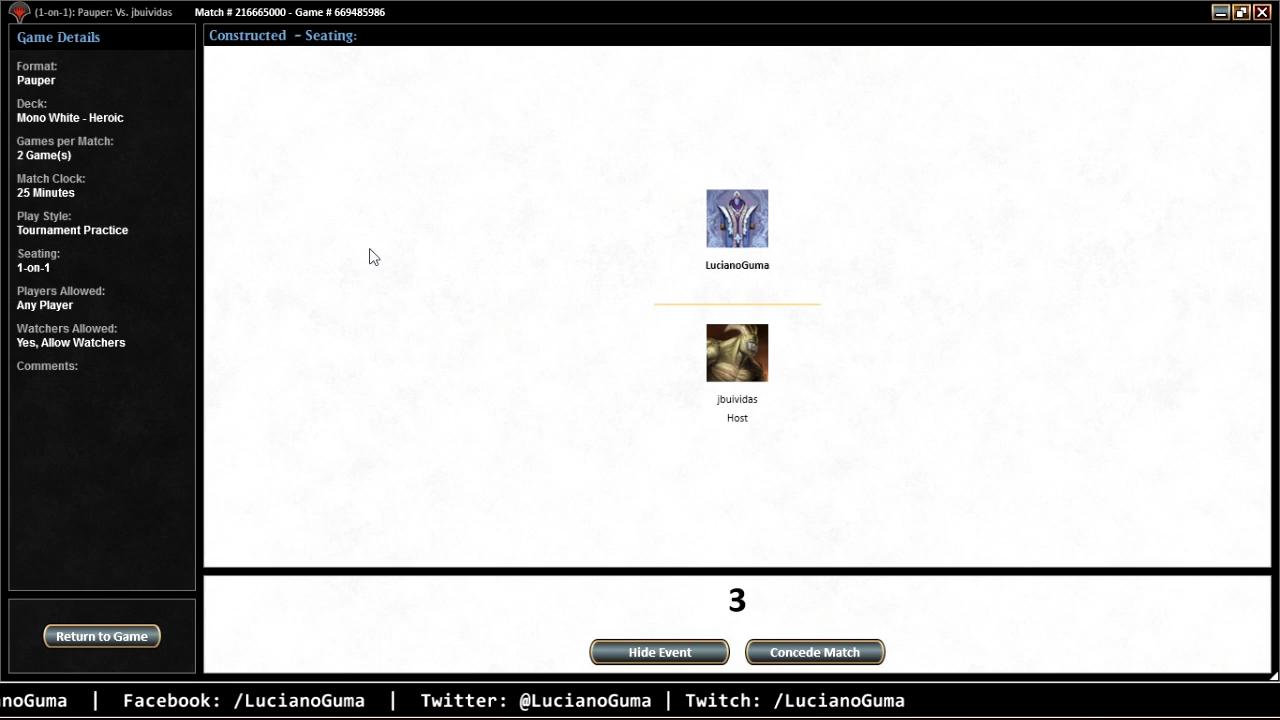 (1-on-1): Pauper: Vs. jbuividas Match # 216665000 - Game # 669485986
Game Details
Format:
Pauper
Deck:
Mono White - Heroic
Games per Match:
2 Game(s)
Match Clock:
25 Minutes
Play Style:
Tournament Practice
Seating:
1-on-1
Players Allowed:
Any Player
Watchers Allowed:
Yes, Allow Watchers
Comments:
Return to Game
Constructed - Seating:
LucianoGuma
jbuividas
Host
3
Hide Event Concede Match
noGuma | Facebook: /LucianoGuma | Twitter: @LucianoGuma | Twitch: /LucianoGuma